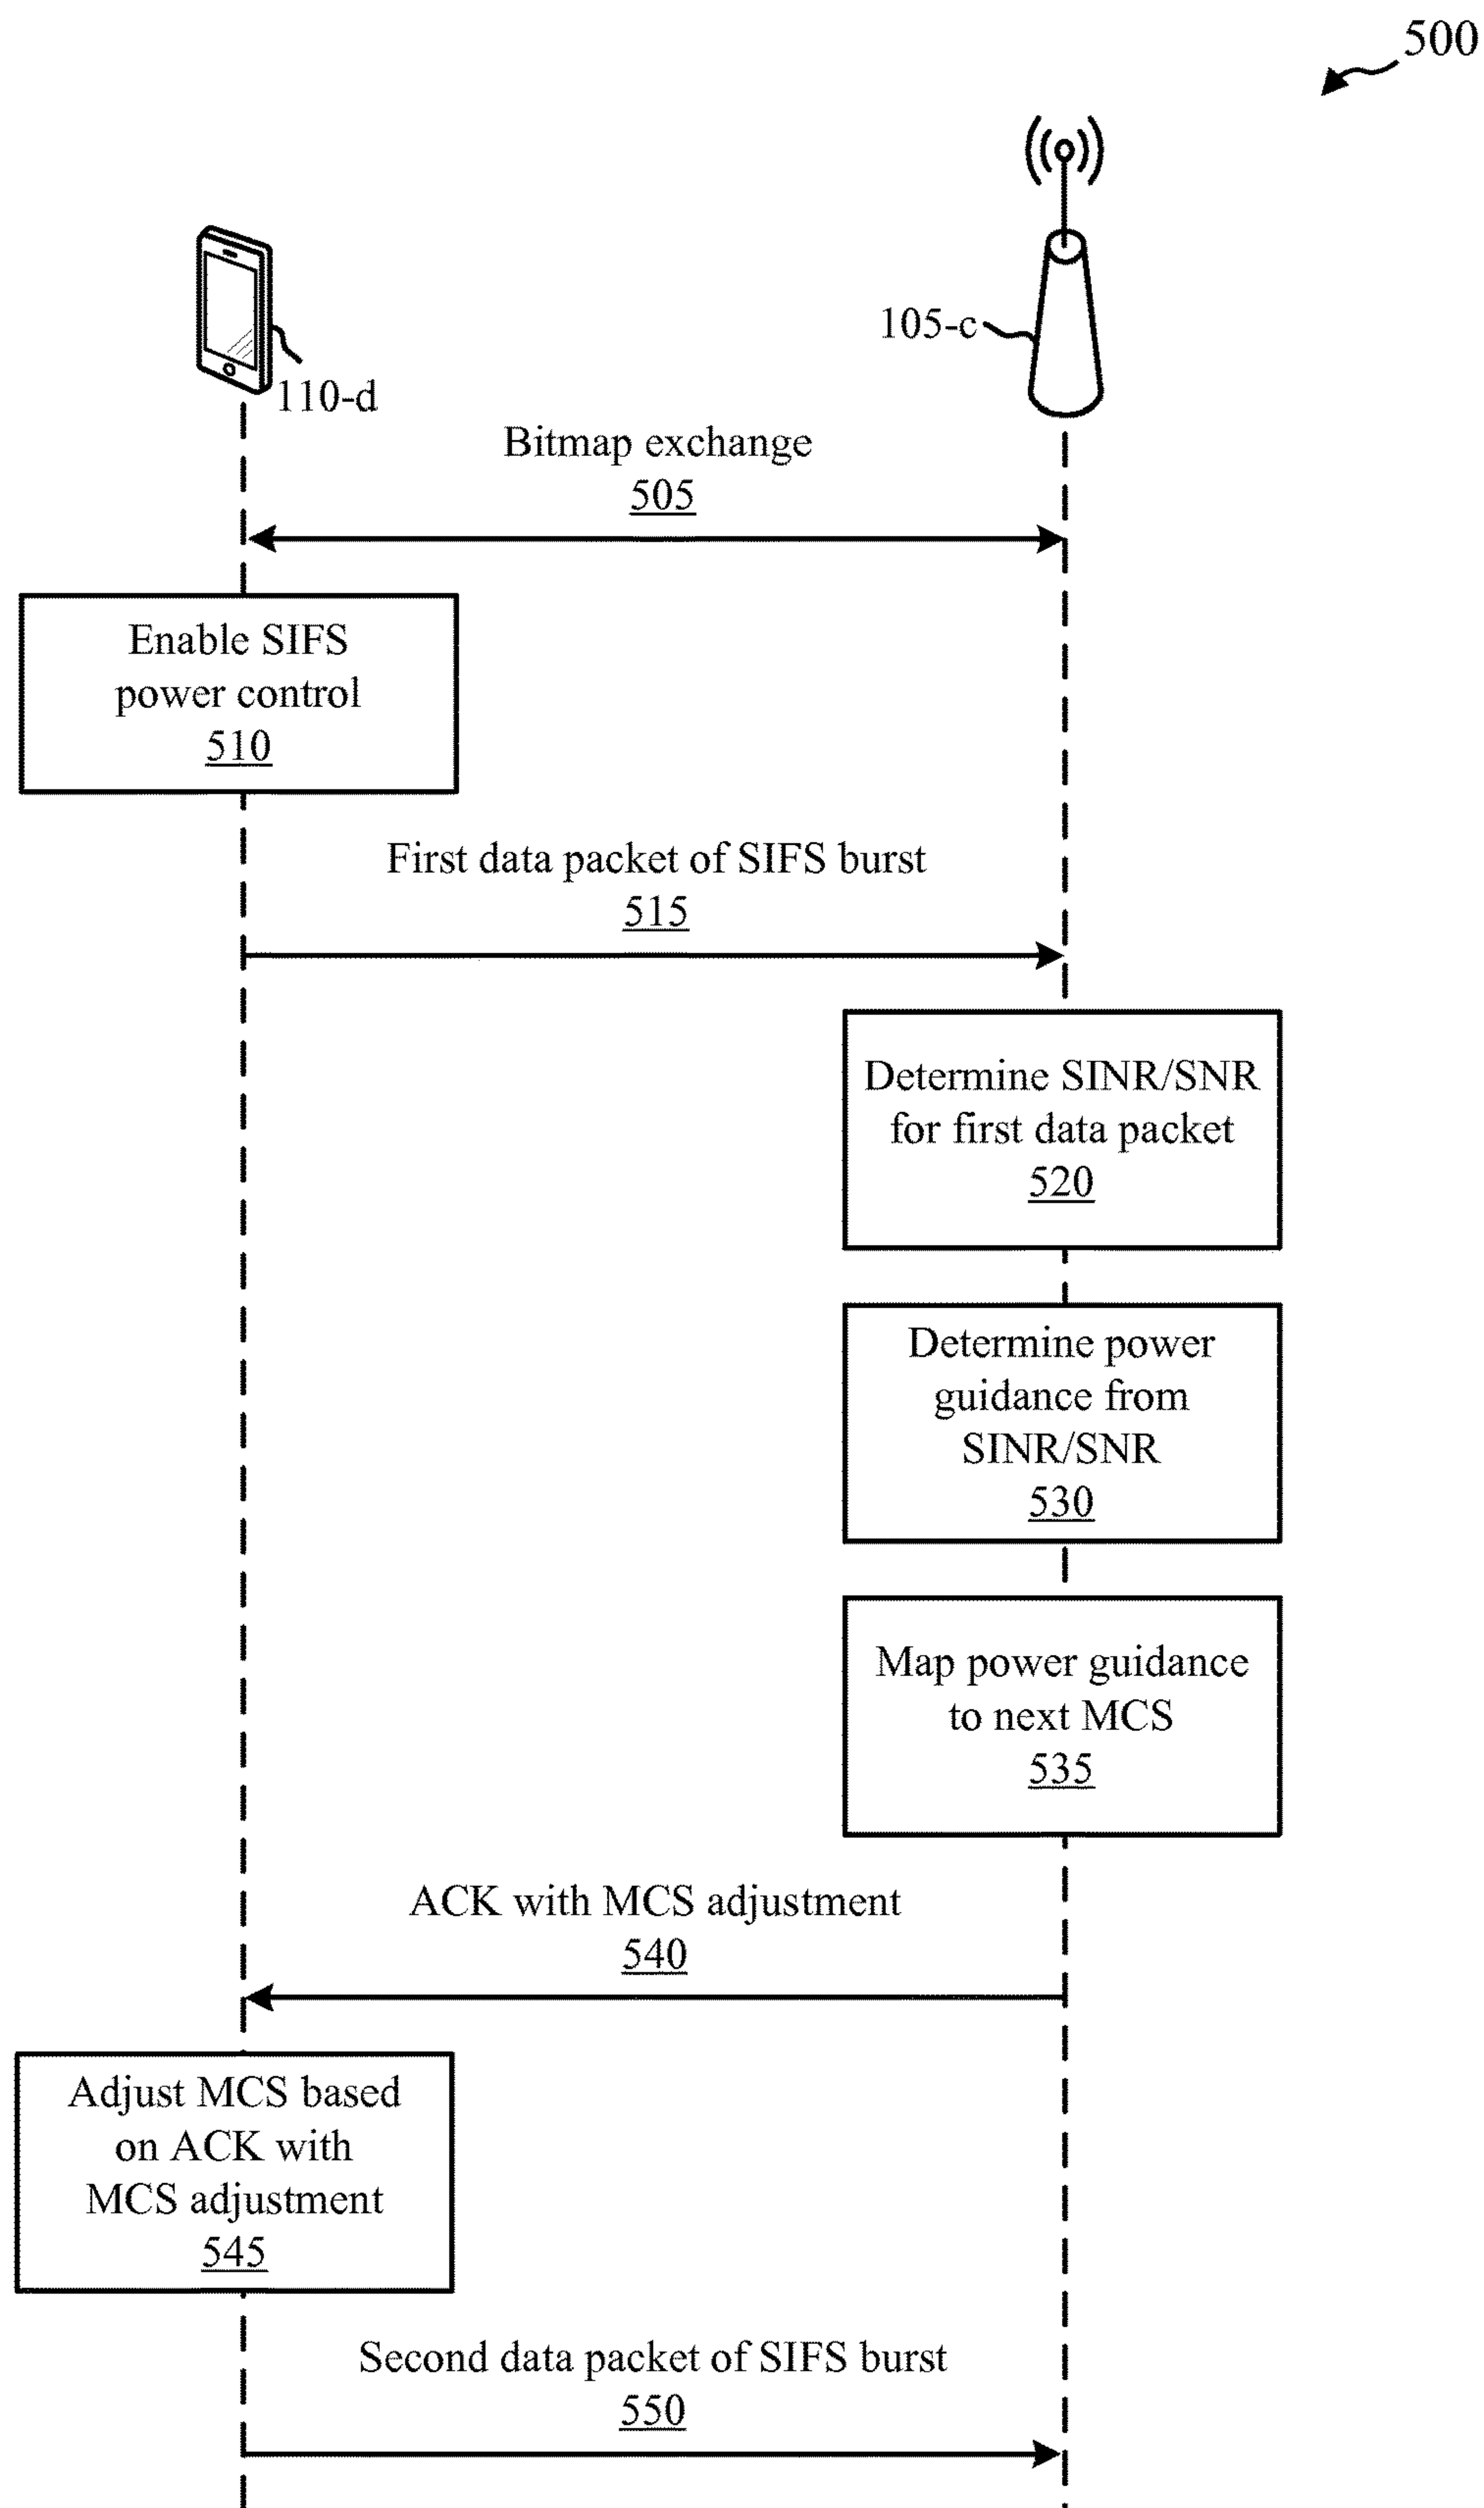 500
105-c
110-d
Bitmap exchange
505
Enable SIFS
power control
510
First data packet of SIFS burst
515
Determine SINR/SNR
for first data packet
520
Determine power
guidance from
SINR/SNR
530
Map power guidance
to next MCS
535
ACK with MCS adjustment
540
Adjust MCS based
on ACK with
MCS adjustment
545
Second data packet of SIFS burst
550